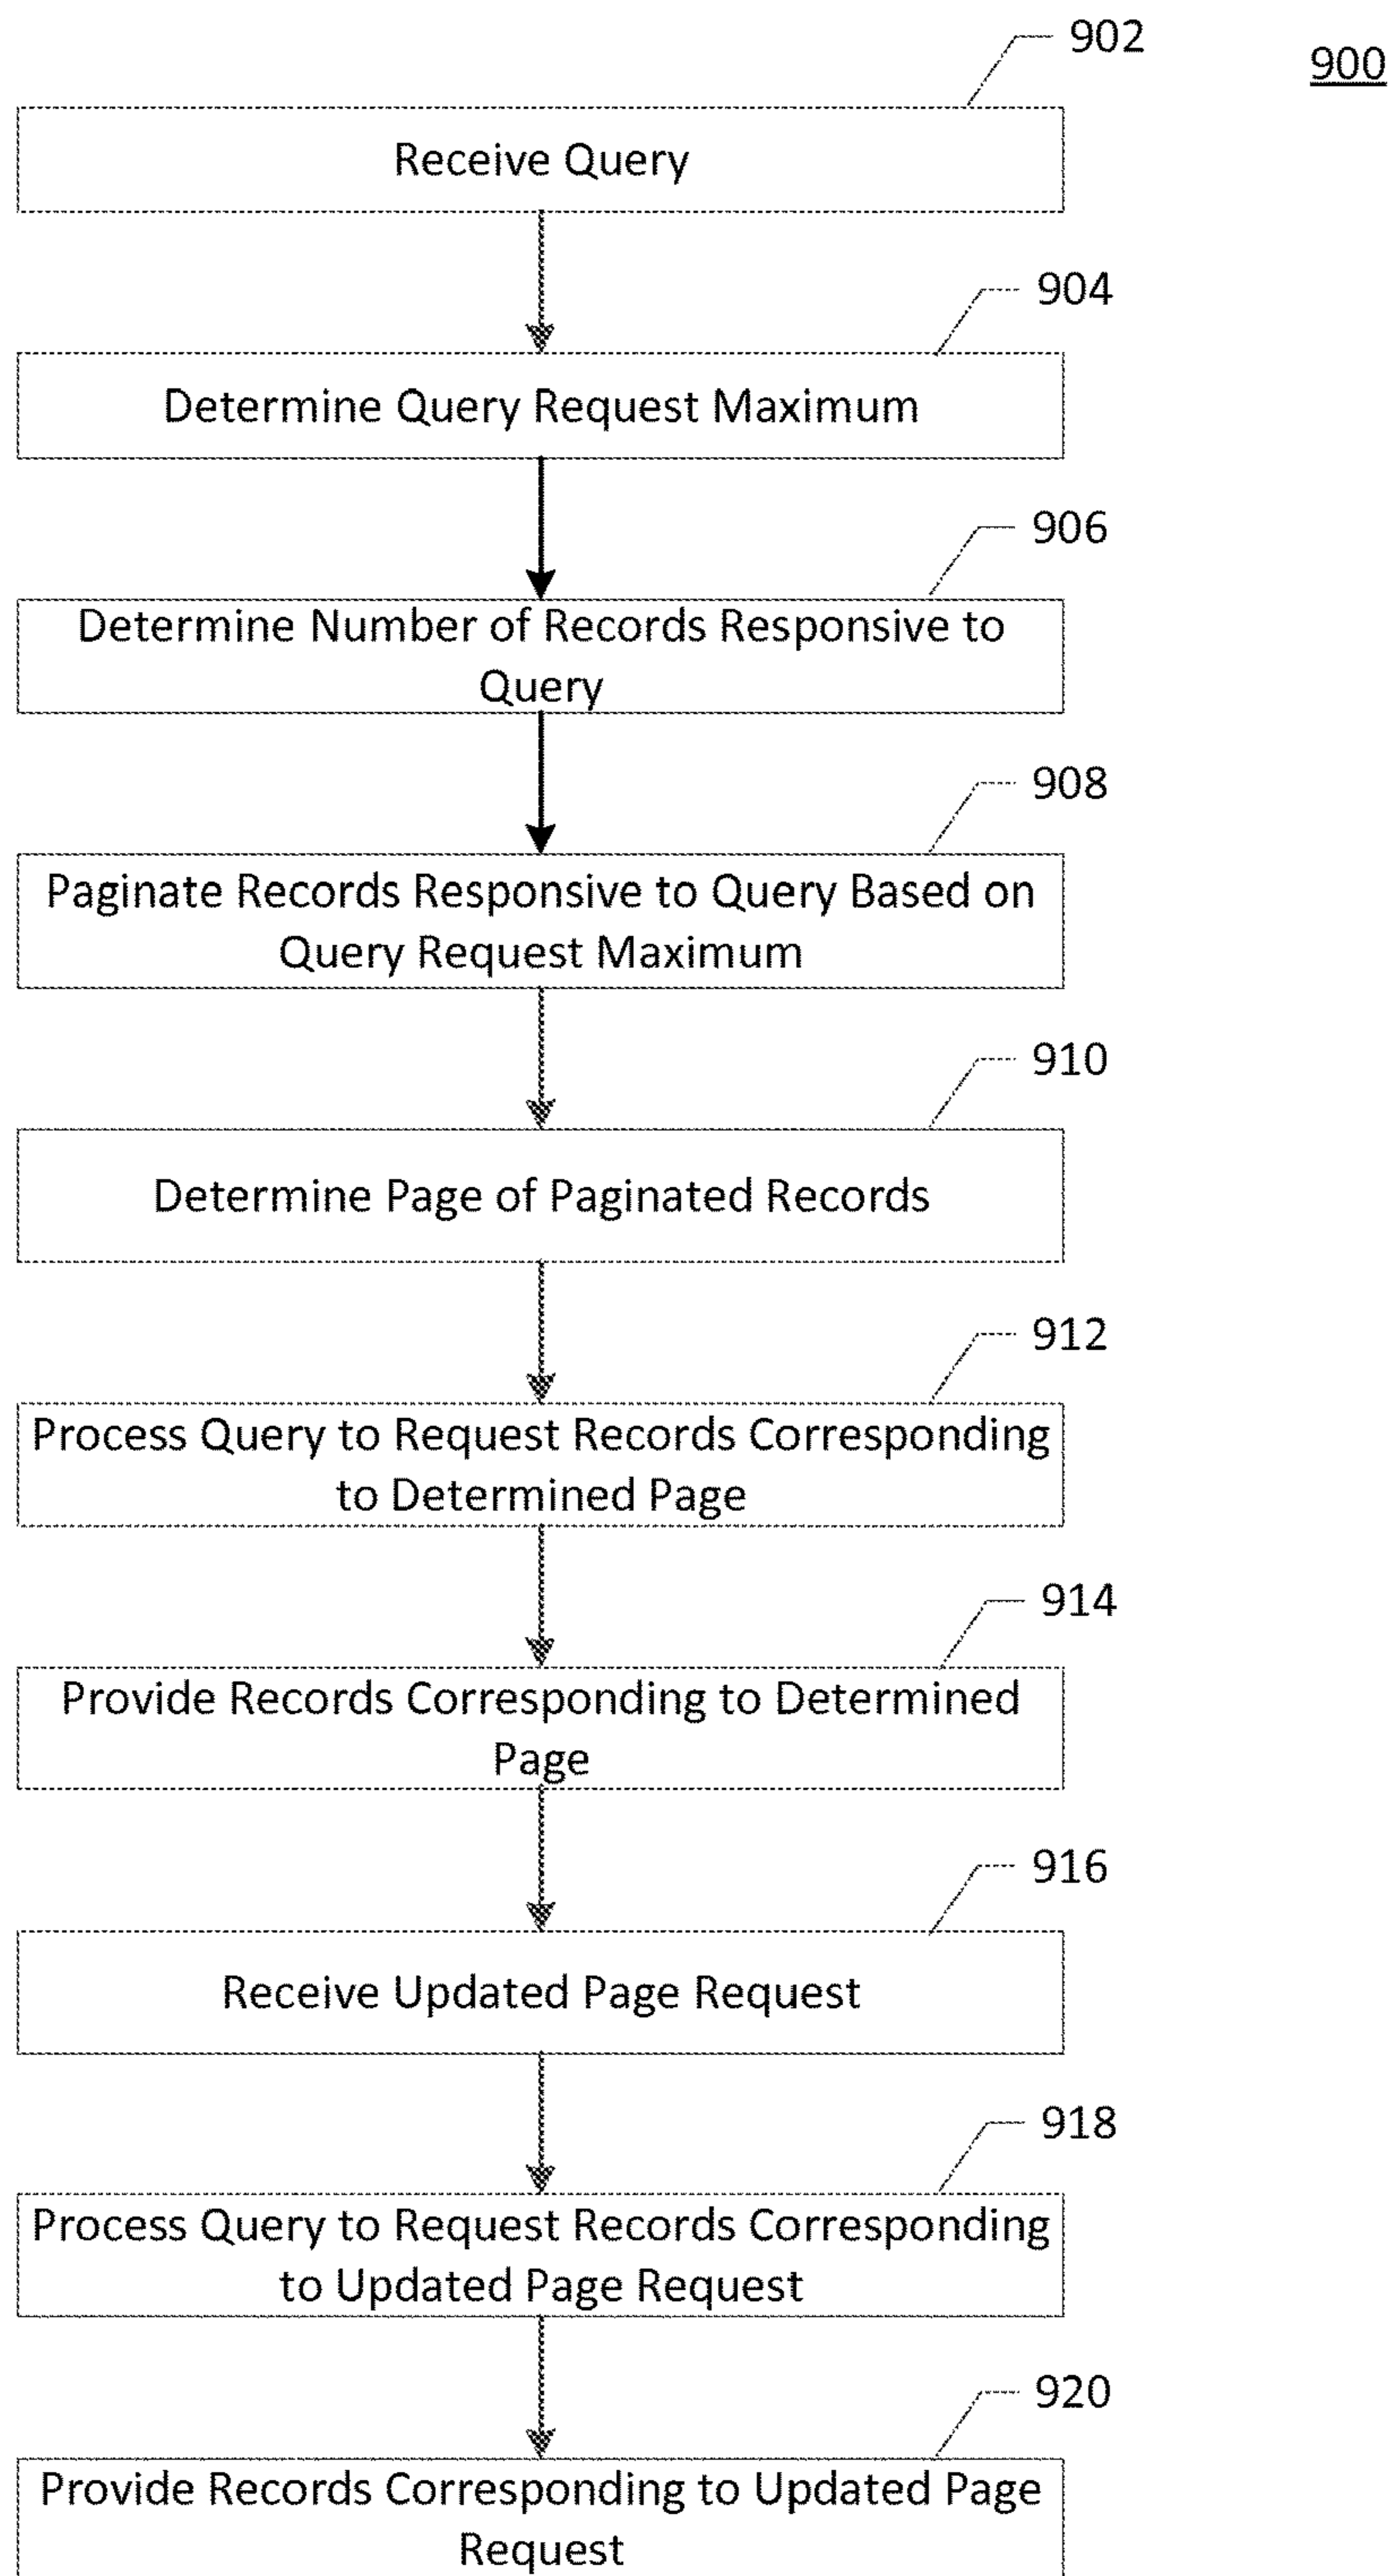 902
900
Receive Query
904
Determine Query Request Maximum
906
Determine Number of Records Responsive to
Query
908
Paginate Records Responsive to Query Based on
Query Request Maximum
910
Determine Page of Paginated Records
912
Process Query to Request Records Corresponding
to Determined Page
914
Provide Records Corresponding to Determined
Page
916
Receive Updated Page Request
918
Process Query to Request Records Corresponding
to Updated Page Request
920
Provide Records Corresponding to Updated Page
Request